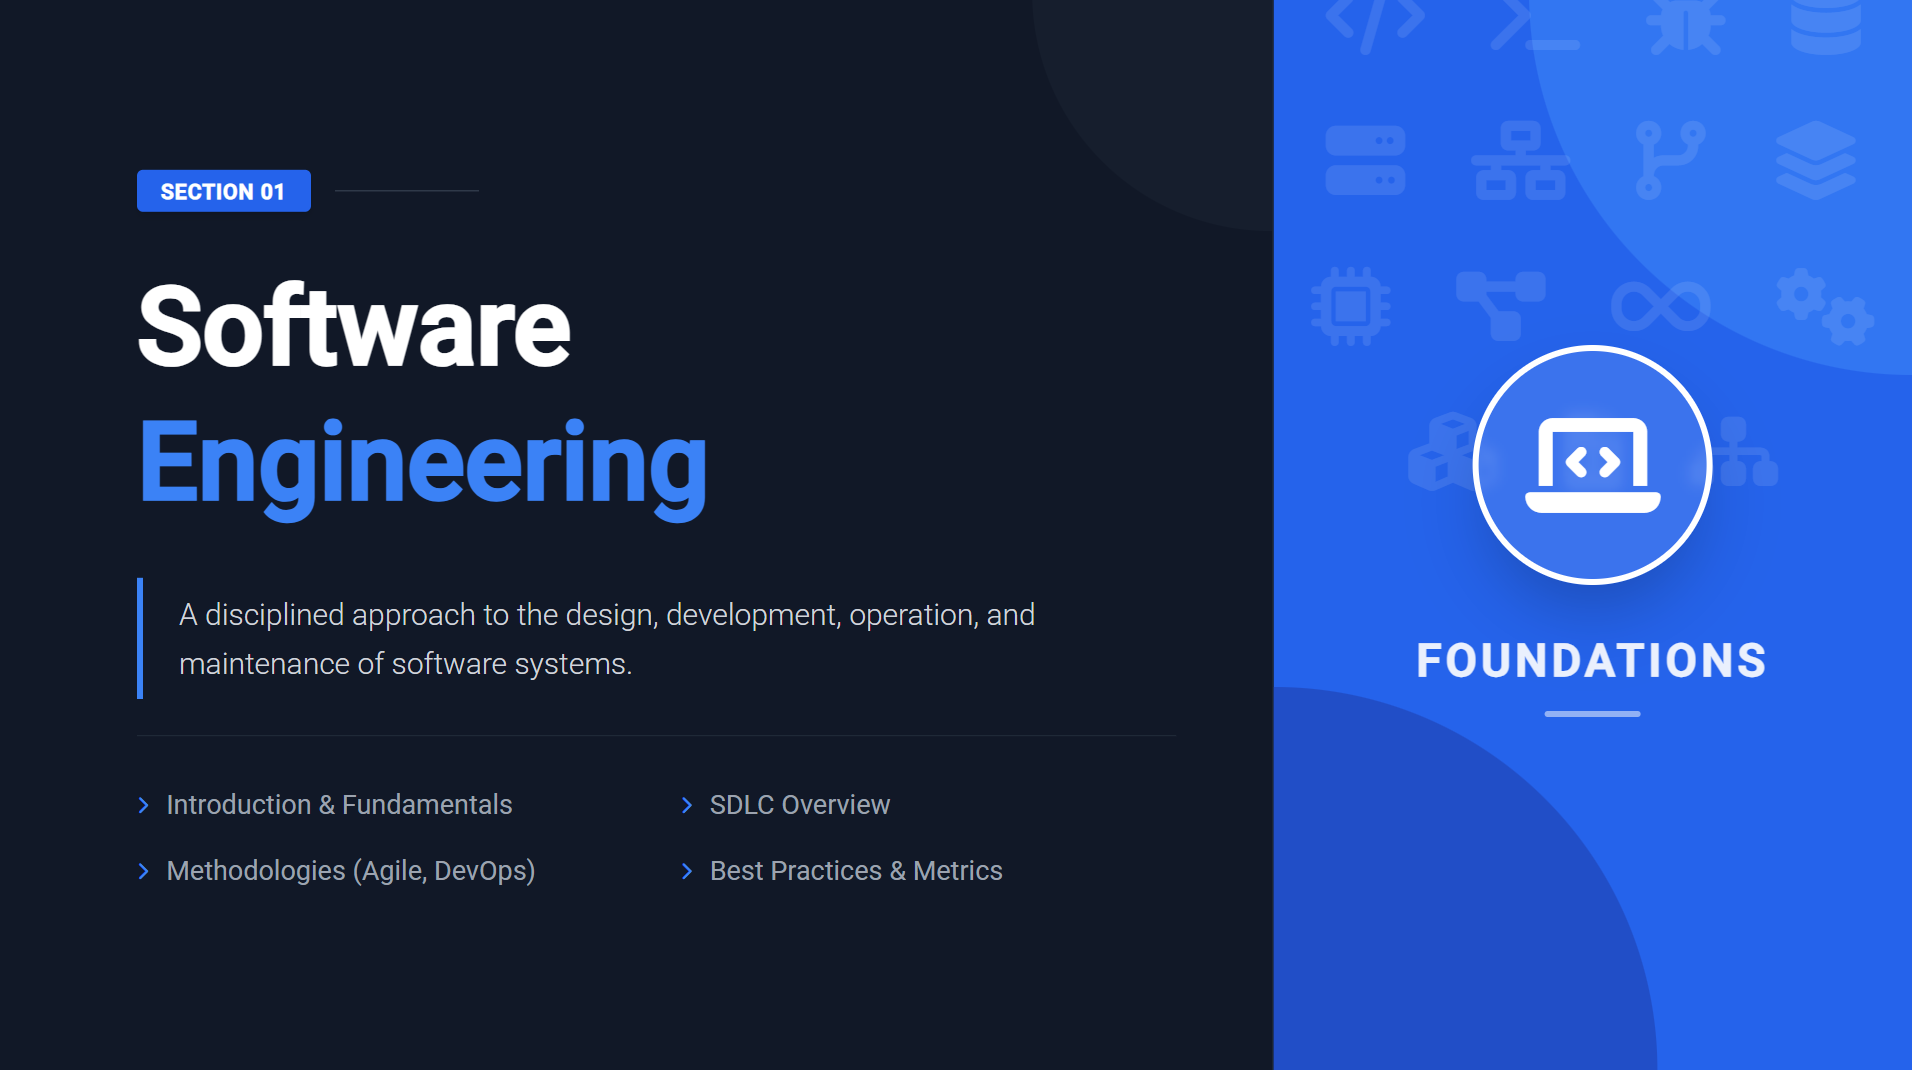 SECTION 01
Software
Engineering
A disciplined approach to the design, development, operation, and
maintenance of software systems.
Introduction & Fundamentals
SDLC Overview
Methodologies (Agile, DevOps)
Best Practices & Metrics
FOUNDATIONS